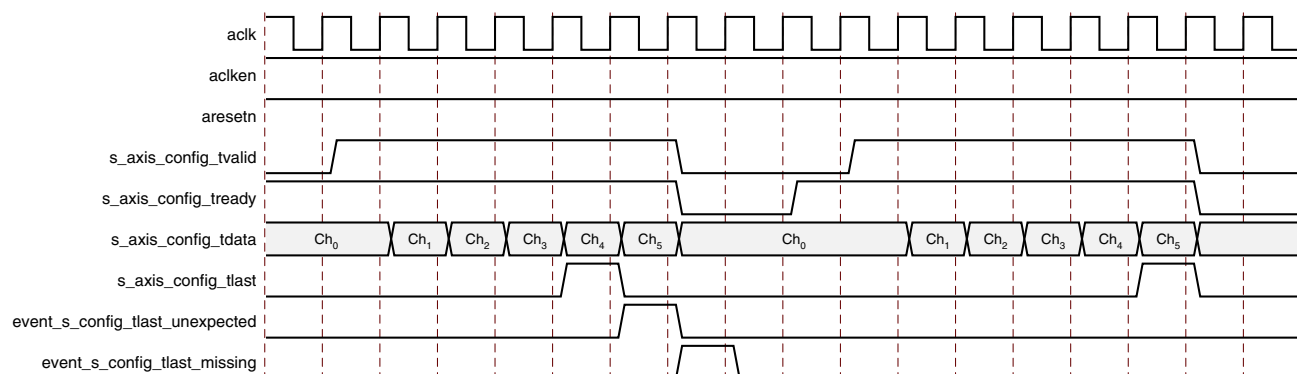 aclk
aclken
aresetn
s_axis_config_tvalid
s_axis_config_tready
s_axis_config_tdata Ch0 Ch1 Ch2 Ch3 Ch4 Ch5 Ch0 Ch1 Ch2 Ch3 Ch4 Ch5
s_axis_config_tlast
event_s_config_tlast_unexpected
event_s_config_tlast_missing